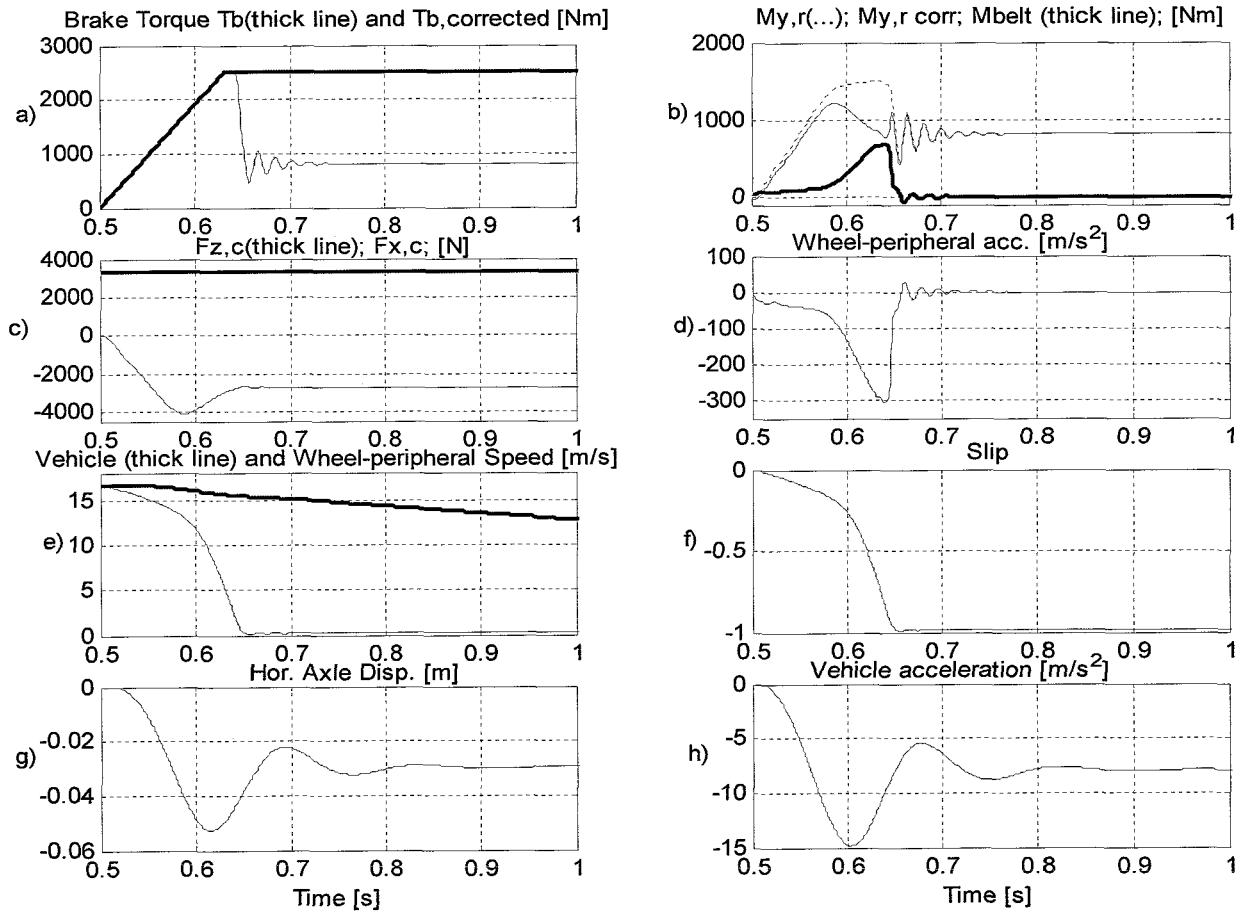 Brake Torque Tb(thick line) and Tb,corrected [Nm]
3000
2000
a)
1000
0
0.5 0.6 0.7 0.8 0.9 1
My,r(...); My,r corr; Mbelt (thick line); [Nm]
2000
b)
1000
0
0.5 0.6 0.7 0.8 0.9 1
Fz,c(thick line); Fx,c; [N]
4000
2000
c)
0
-2000
-4000
0.5 0.6 0.7 0.8 0.9 1
Wheel-peripheral acc. [m/s²]
100
0
d)
-100
-200
-300
0.5 0.6 0.7 0.8 0.9 1
Vehicle (thick line) and Wheel-peripheral Speed [m/s]
15
10
e)
5
0
0.5 0.6 0.7 0.8 0.9 1
Slip
0
f)
-0.5
-1
0.5 0.6 0.7 0.8 0.9 1
Hor. Axle Disp. [m]
0
-0.02
g)
-0.04
-0.06
0.5 0.6 0.7 0.8 0.9 1
Time [s]
Vehicle acceleration [m/s²]
0
-5
h)
-10
-15
0.5 0.6 0.7 0.8 0.9 1
Time [s]